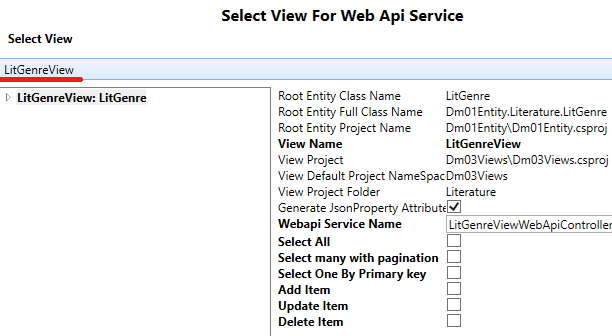 Select View For Web Api Service
Select View
LitGenreView
LitGenreView: LitGenre
Root Entity Class Name LitGenre
Root Entity Full Class Name Dm01Entity.Literature.LitGenre
Root Entity Project Name Dm01Entity\Dm01Entity.csproj
View Name LitGenreView
View Project Dm03Views\Dm03Views.csproj
View Default Project NameSpac Dm03Views
View Project Folder Literature
Generate JsonProperty Attribute
Webapi Service Name LitGenreViewWebApiController
Select All
Select many with pagination
Select One By Primary key
Add Item
Update Item
Delete Item